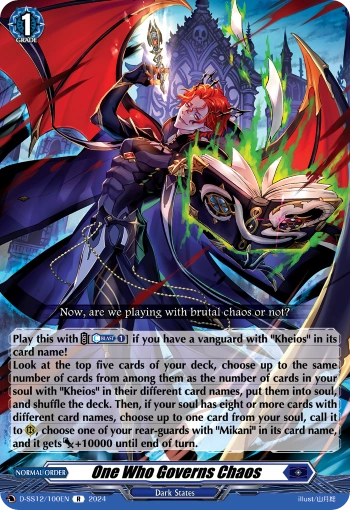 1
GRADE
Now, are we playing with brutal chaos or not?
Play this with [C BLAST 1] if you have a vanguard with "Kheios" in its
card name!
Look at the top five cards of your deck, choose up to the same
number of cards from among them as the number of cards in your
soul with "Kheios" in their different card names, put them into soul,
and shuffle the deck. Then, if your soul has eight or more cards with
different card names, choose up to one card from your soul, call it
to Ⓡ, choose one of your rear-guards with "Mikani" in its card name,
and it gets +10000 until end of turn.
NORMAL ORDER
One Who Governs Chaos
D-SS12/100EN R 2024
Dark States
illust/山月総